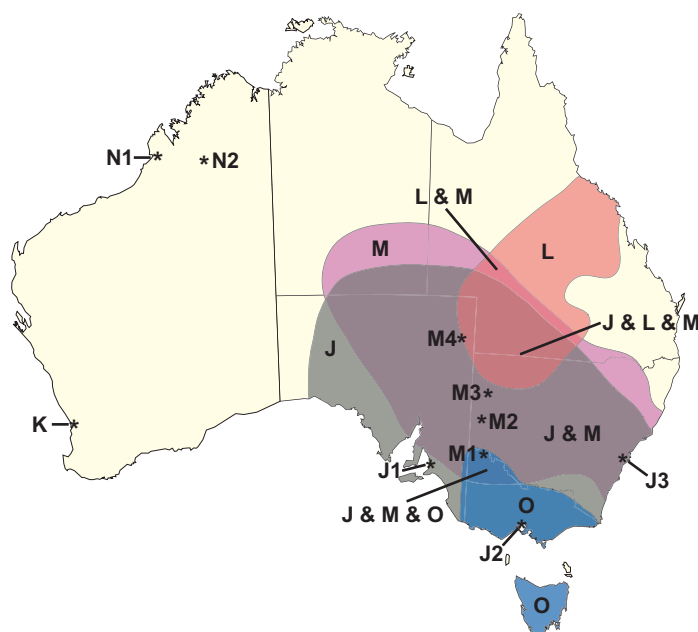 N1 *
* N2
L & M
M
L
J & L & M
J
M4 *
M3 *
* M2
J & M
K *
M1 *
J1 *
* J3
J & M & O
O
J2 *
O